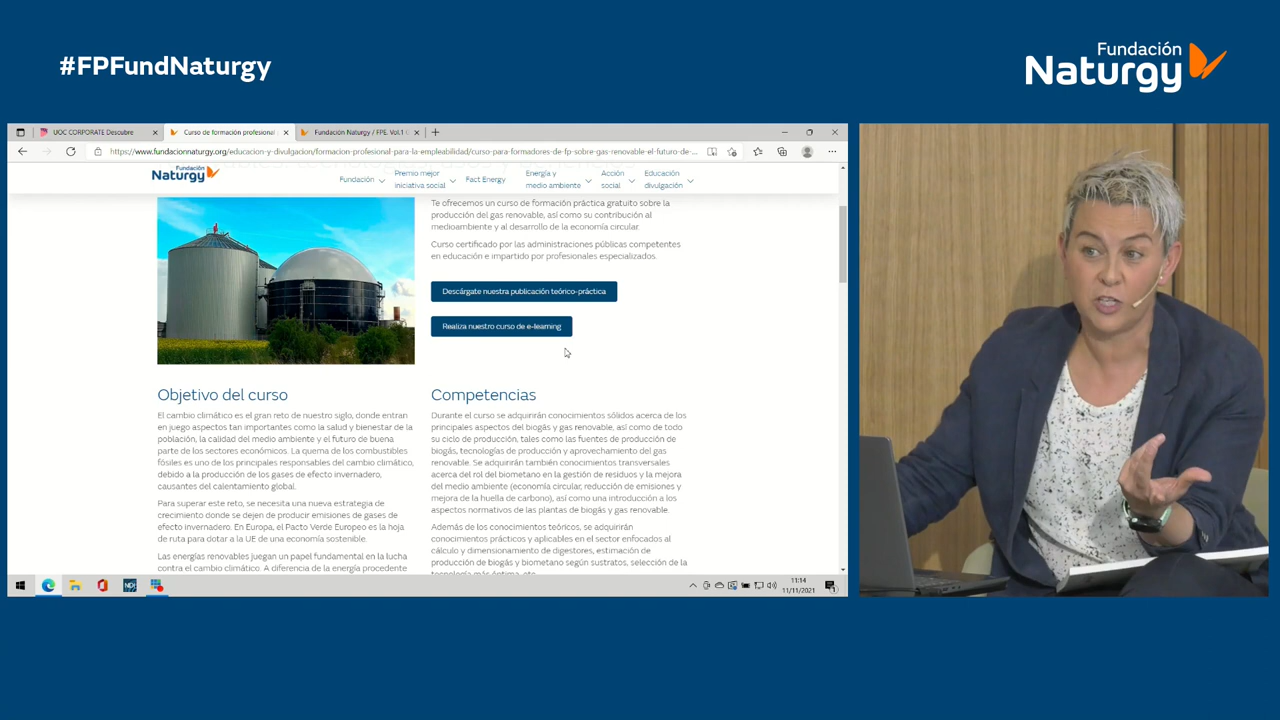 #FPFundNaturgy
Fundación
Naturgy
UOC CORPORATE Descubre
Curso de formación profesional
Fundación Naturgy / FPE. Vol.1
https://www.fundacionnaturgy.org/educacion-y-divulgacion/formacion-profesional-para-la-empleabilidad/curso-para-formadores-de-fp-sobre-gas-renovable-el-futuro-de-...
Fundación
Naturgy
Fundación
Premio mejor
iniciativa social
Fact Energy
Energía y
medio ambiente
Acción
social
Educación
divulgación
Te ofrecemos un curso de formación práctica gratuito sobre la
producción del gas renovable, así como su contribución al
medioambiente y al desarrollo de la economía circular.
Curso certificado por las administraciones públicas competentes
en educación e impartido por profesionales especializados.
Descárgate nuestra publicación teórico-práctica
Realiza nuestro curso de e-learning
Objetivo del curso
El cambio climático es el gran reto de nuestro siglo, donde entran
en juego aspectos tan importantes como la salud y bienestar de la
población, la calidad del medio ambiente y el futuro de buena
parte de los sectores económicos. La quema de los combustibles
fósiles es uno de los principales responsables del cambio climático,
debido a la producción de los gases de efecto invernadero,
causantes del calentamiento global.
Para superar este reto, se necesita una nueva estrategia de
crecimiento donde se dejen de producir emisiones de gases de
efecto invernadero. En Europa, el Pacto Verde Europeo es la hoja
de ruta para dotar a la UE de una economía sostenible.
Las energías renovables juegan un papel fundamental en la lucha
contra el cambio climático. A diferencia de la energía procedente
Competencias
Durante el curso se adquirirán conocimientos sólidos acerca de los
principales aspectos del biogás y gas renovable, así como de todo
su ciclo de producción, tales como las fuentes de producción de
biogás, tecnologías de producción y aprovechamiento del gas
renovable. Se adquirirán también conocimientos transversales
acerca del rol del biometano en la gestión de residuos y la mejora
del medio ambiente (economía circular, reducción de emisiones y
mejora de la huella de carbono), así como una introducción a los
aspectos normativos de las plantas de biogás y gas renovable.
Además de los conocimientos teóricos, se adquirirán
conocimientos prácticos y aplicables en el sector enfocados al
cálculo y dimensionamiento de digestores, estimación de
producción de biogás y biometano según sustratos, selección de la
tecnología más óptima, etc.
11:14
11/11/2021